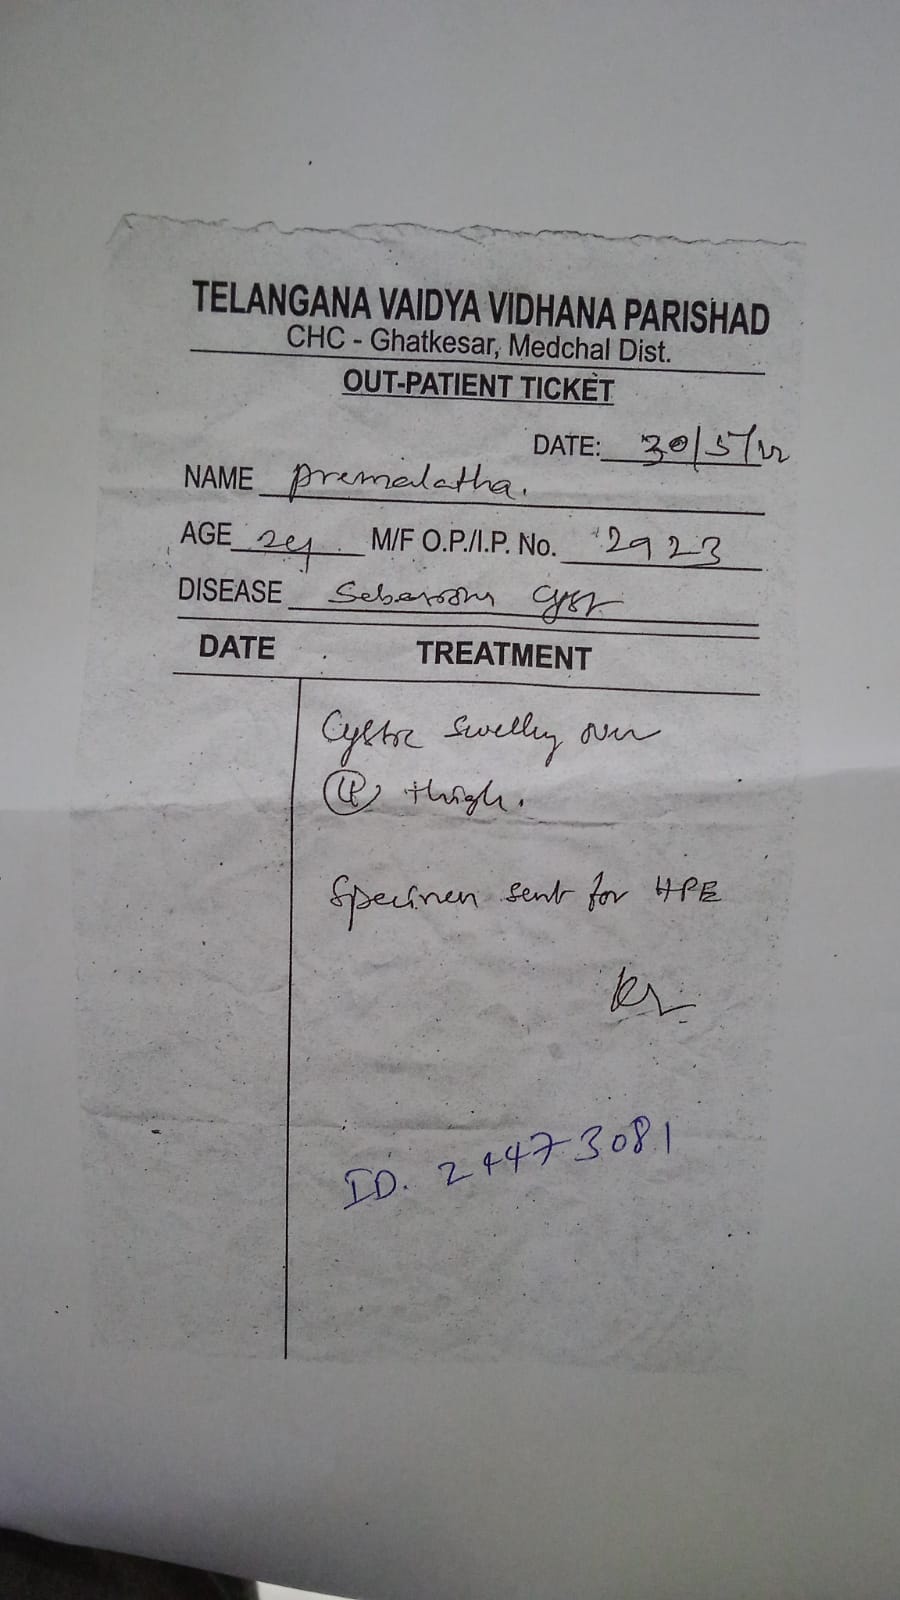 TELANGANA VAIDYA VIDHANA PARISHAD
CHC - Ghatkesar, Medchal Dist.
OUT-PATIENT TICKET
DATE: 30/5/22
NAME premalatha.
AGE M/F O.P./I.P. No. 2923
DISEASE Sebaceous Cyst
DATE TREATMENT
Cystic swelling over
thigh.
Specimen sent for HPE
ID. 24473081